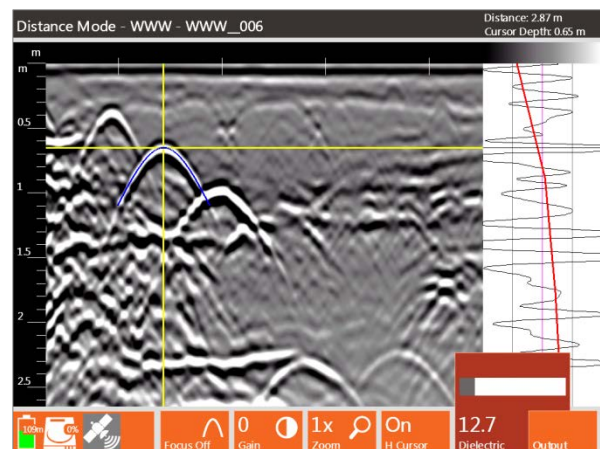 Distance Mode - WWW - WWW__006
Distance: 2.87 m
Cursor Depth: 0.65 m
m
m
0.5
1
1.5
2
2.5
109m
0%
Focus Off
0
Gain
1x
Zoom
On
H Cursor
12.7
Dielectric
Output